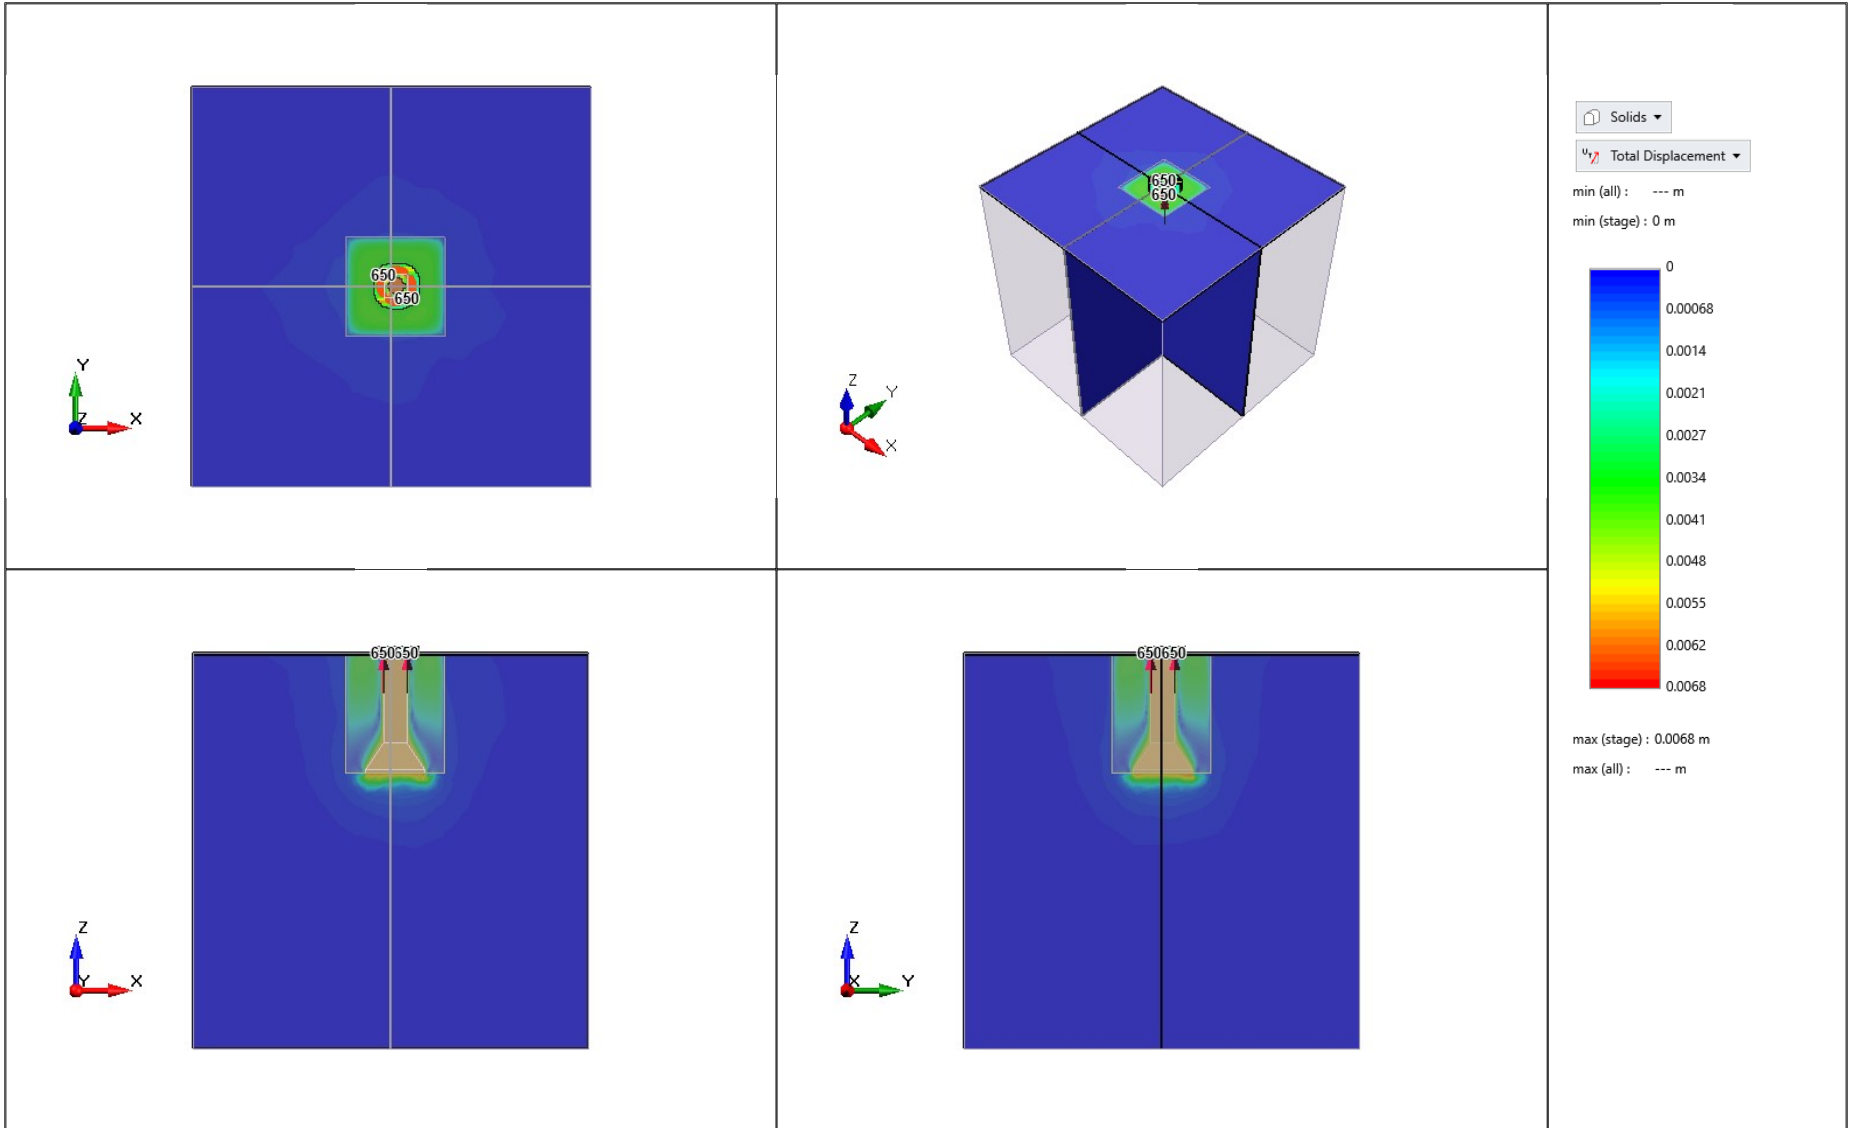 650
650
Y
Z
X
650
650
Z
Y
X
650650
Z
Y
X
650650
Z
X
Y
Solids
UT
Total Displacement
min (all) : --- m
min (stage) : 0 m
0
0.00068
0.0014
0.0021
0.0027
0.0034
0.0041
0.0048
0.0055
0.0062
0.0068
max (stage) : 0.0068 m
max (all) : --- m